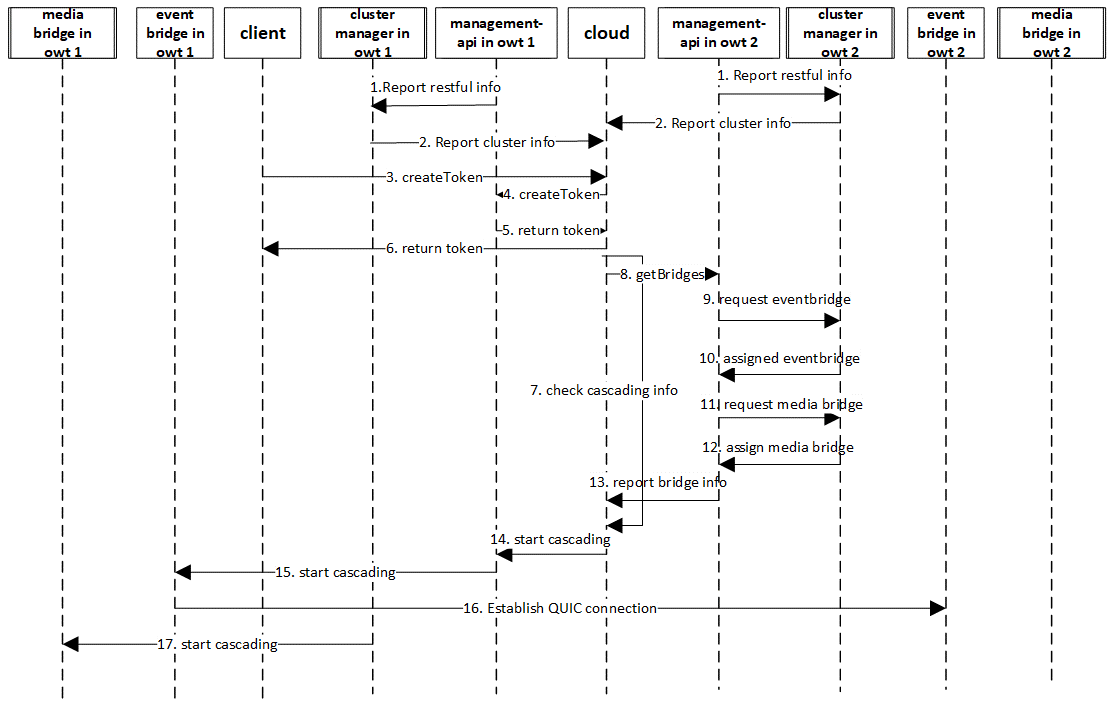 media
bridge in
owt 1
event
bridge in
owt 1
client
cluster
manager in
owt 1
management-
api in owt 1
cloud
management-
api in owt 2
cluster
manager in
owt 2
event
bridge in
owt 2
media
bridge in
owt 2
1. Report restful info
1.Report restful info
2. Report cluster info
2. Report cluster info
3. createToken
4. createToken
5. return token
6. return token
8. getBridges
9. request eventbridge
10. assigned eventbridge
7. check cascading info
11. request media bridge
12. assign media bridge
13. report bridge info
14. start cascading
15. start cascading
16. Establish QUIC connection
17. start cascading